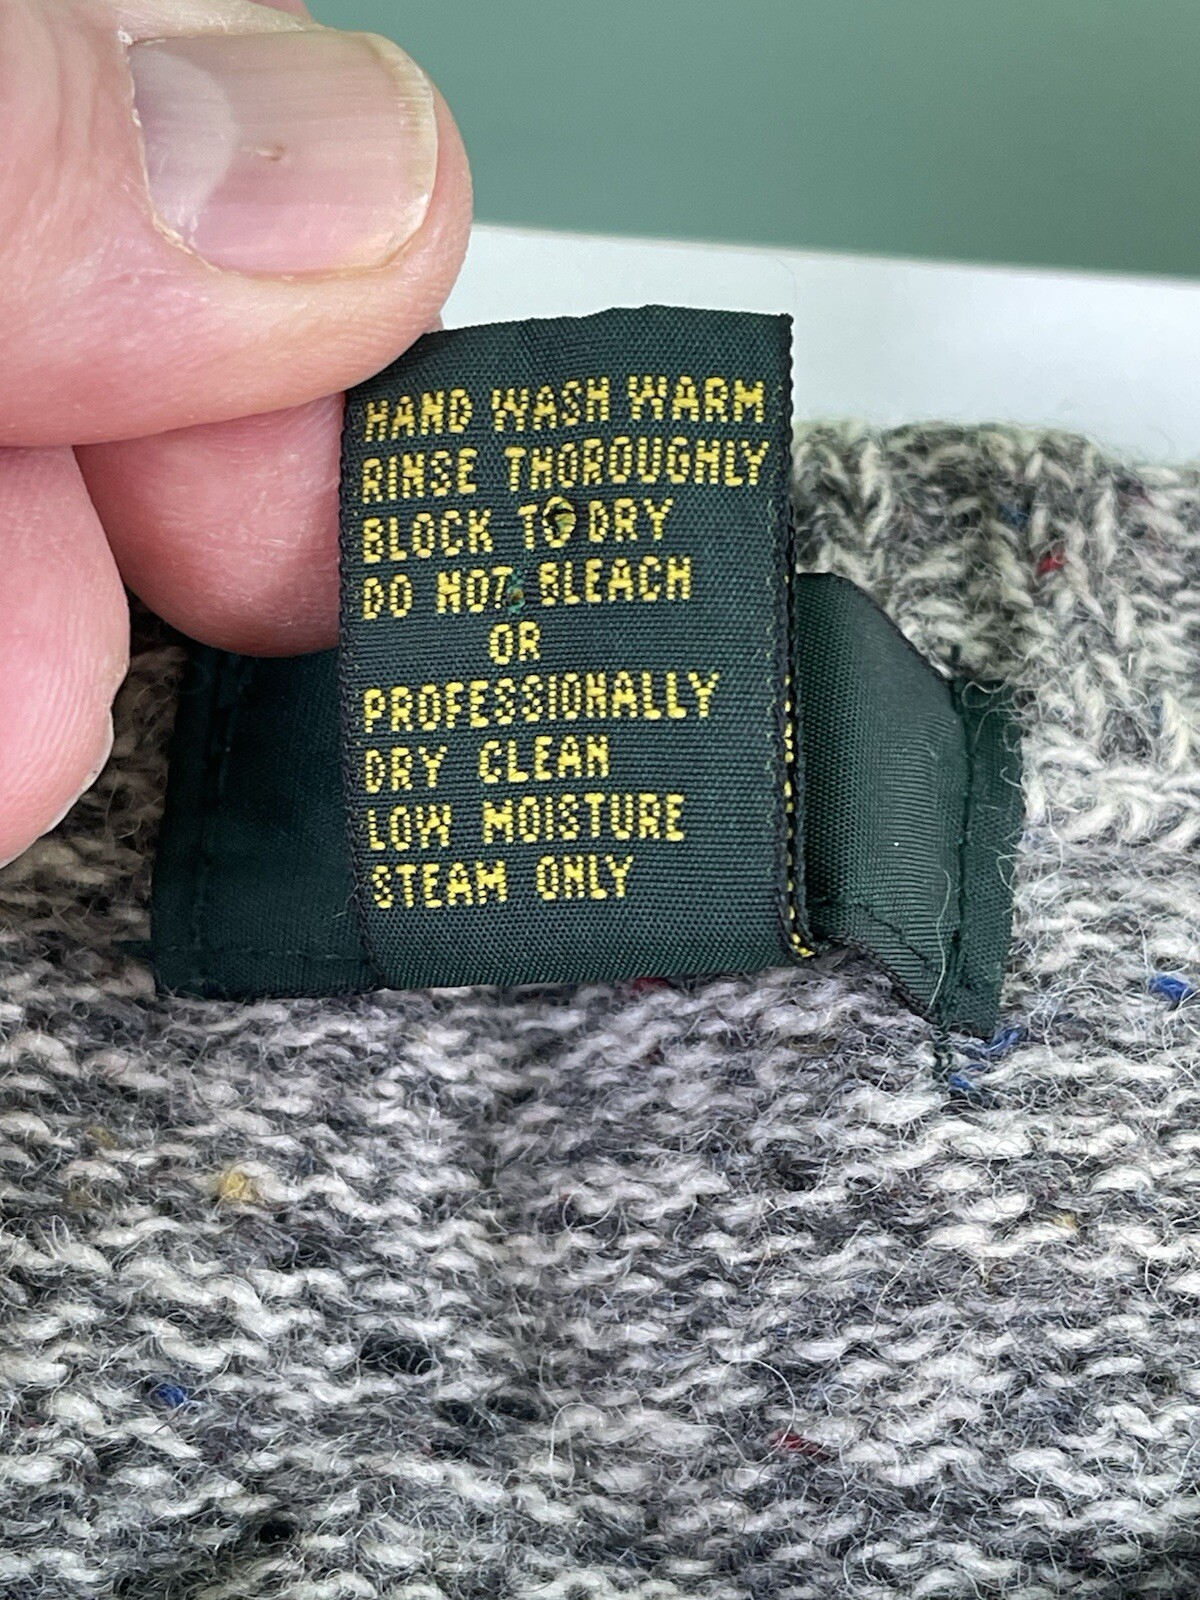 HAND WASH WARM
RINSE THOROUGHLY
BLOCK TO DRY
DO NOT BLEACH
OR
PROFESSIONALLY
DRY CLEAN
LOW MOISTURE
STEAM ONLY